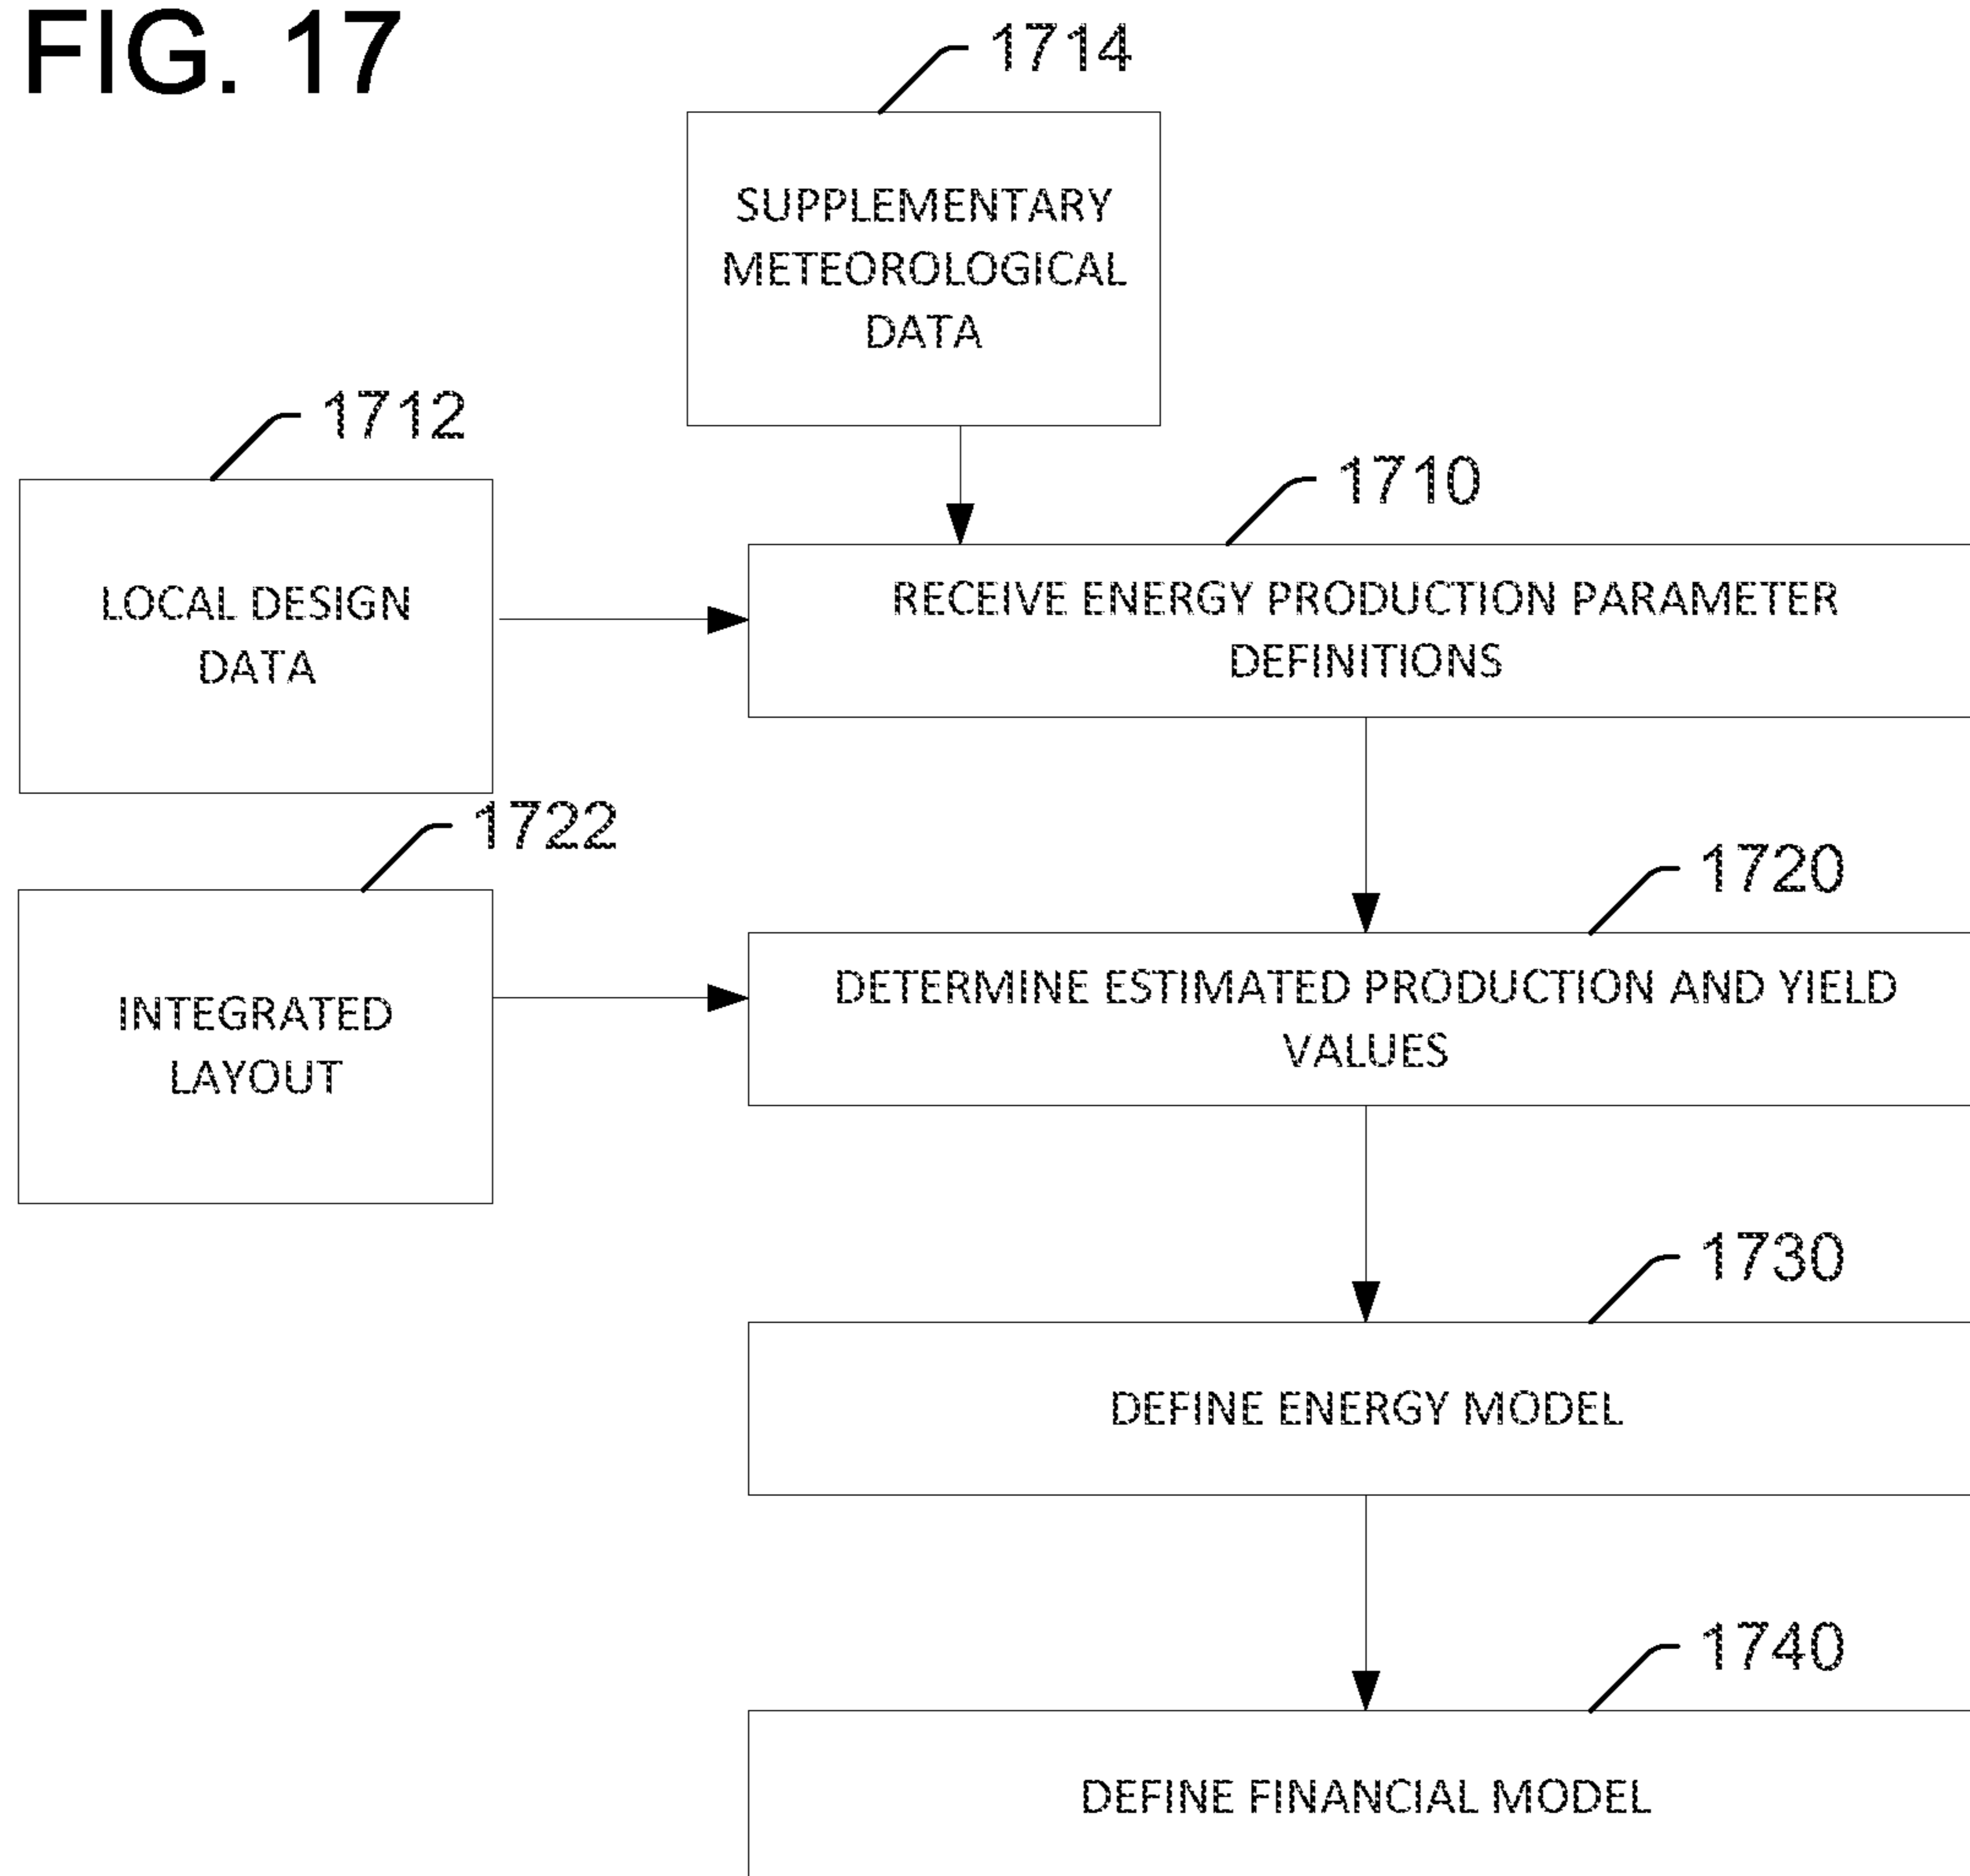 FIG. 17
1714
SUPPLEMENTARY
METEOROLOGICAL
DATA
1712
LOCAL DESIGN
DATA
1710
RECEIVE ENERGY PRODUCTION PARAMETER
DEFINITIONS
1722
INTEGRATED
LAYOUT
1720
DETERMINE ESTIMATED PRODUCTION AND YIELD
VALUES
1730
DEFINE ENERGY MODEL
1740
DEFINE FINANCIAL MODEL